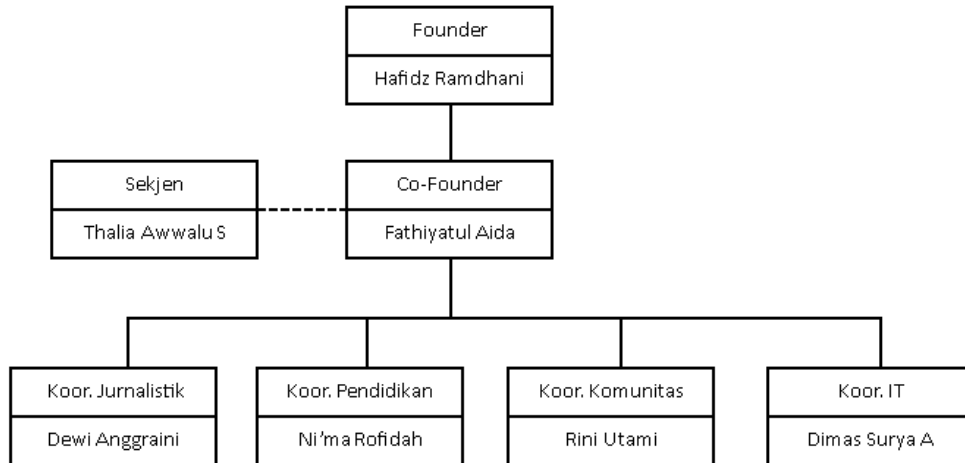 Founder
Hafidz Ramdhani
Sekjen
Thalia Awwalu S
Co-Founder
Fathiyatul Aida
Koor. Jurnalistik
Dewi Anggraini
Koor. Pendidikan
Ni’ma Rofidah
Koor. Komunitas
Rini Utami
Koor. IT
Dimas Surya A